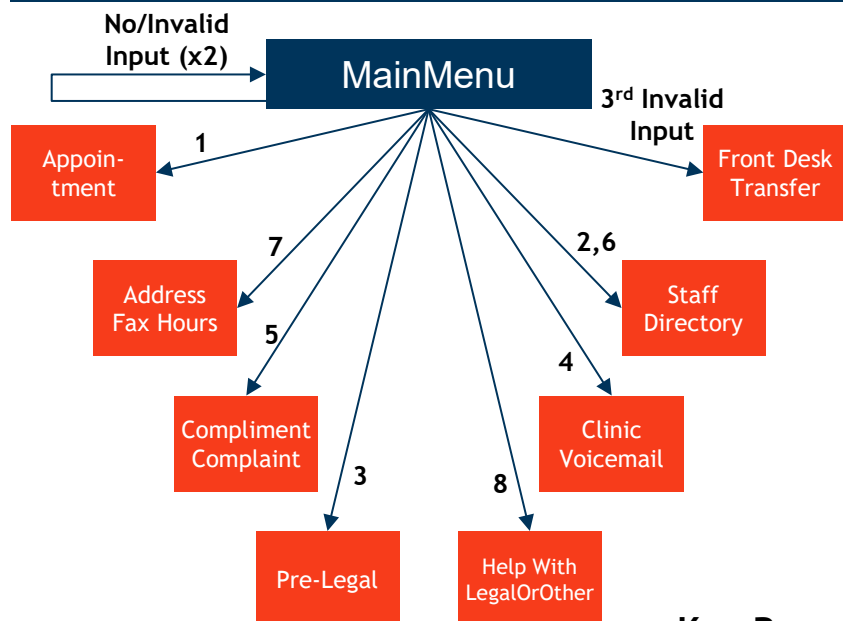 No/Invalid
Input (x2)
MainMenu
3rd Invalid
Input
1
Appoin-
tment
Front Desk
Transfer
7
2,6
Address
Fax Hours
Staff
Directory
5
4
Compliment
Complaint
Clinic
Voicemail
3
8
Pre-Legal
Help With
LegalOrOther